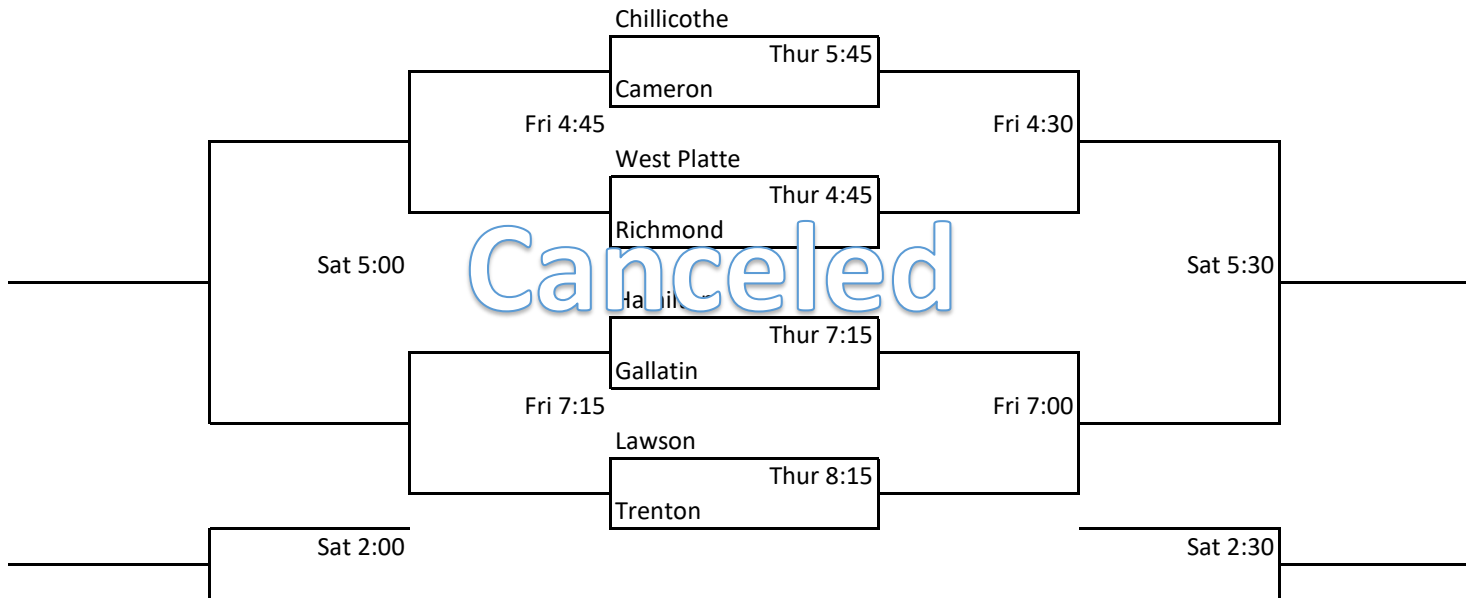 Chillicothe
Thur 5:45
Cameron
Fri 4:45
Fri 4:30
West Platte
Thur 4:45
Richmond
Canceled
Sat 5:00
Sat 5:30
Hamilton
Thur 7:15
Gallatin
Fri 7:15
Fri 7:00
Lawson
Thur 8:15
Trenton
Sat 2:00
Sat 2:30